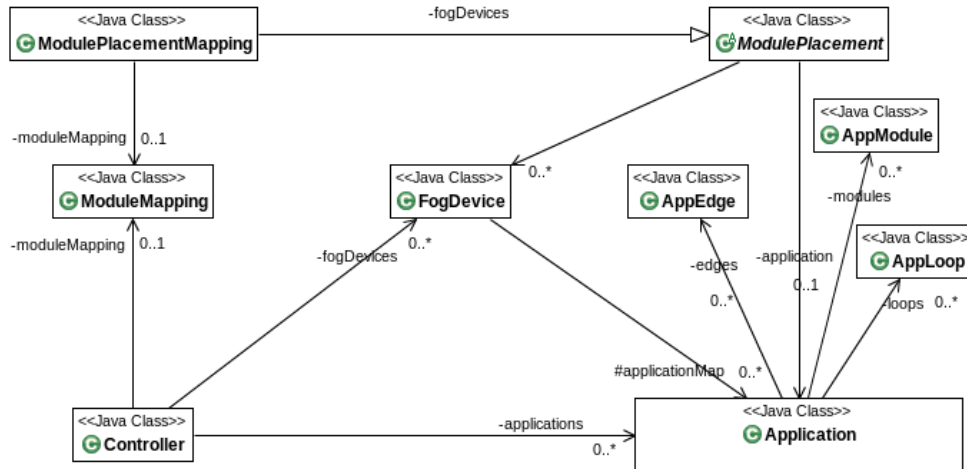 <<Java Class>>
ModulePlacementMapping
-fogDevices
<<Java Class>>
ModulePlacement
-moduleMapping
0..1
<<Java Class>>
AppModule
0..*
<<Java Class>>
ModuleMapping
<<Java Class>>
FogDevice
0..*
<<Java Class>>
AppEdge
-modules
-moduleMapping
0..1
-fogDevices
0..*
-edges
0..*
-application
0..1
<<Java Class>>
AppLoop
-loops
0..*
#applicationMap
0..*
<<Java Class>>
Controller
-applications
0..*
<<Java Class>>
Application